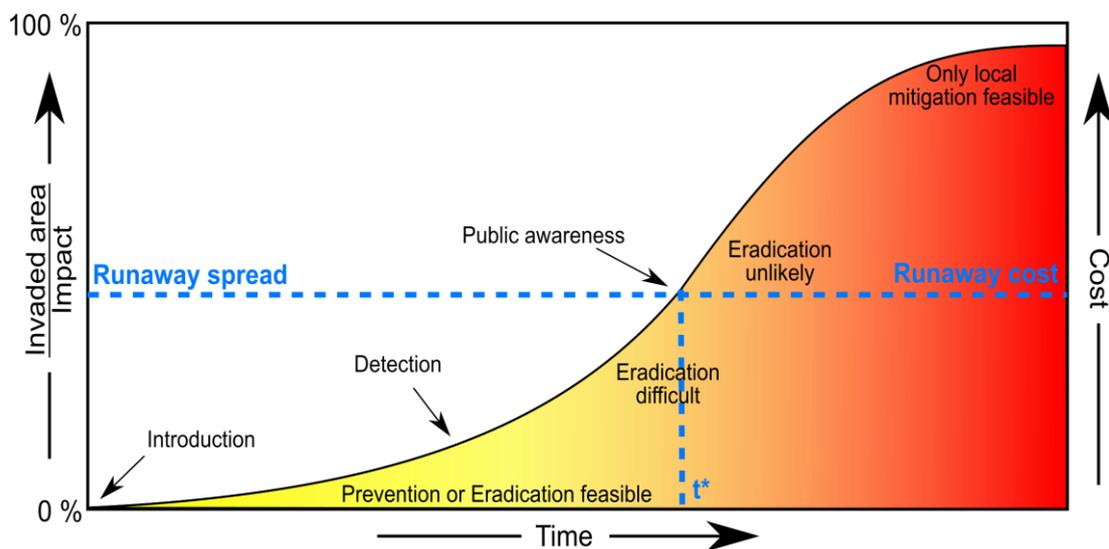 100 %
Only local
mitigation feasible
Public awareness
Eradication
unlikely
Invaded area
Impact
Cost
Runaway spread
Runaway cost
Detection
Eradication
difficult
Introduction
Prevention or Eradication feasible
t*
0 %
Time